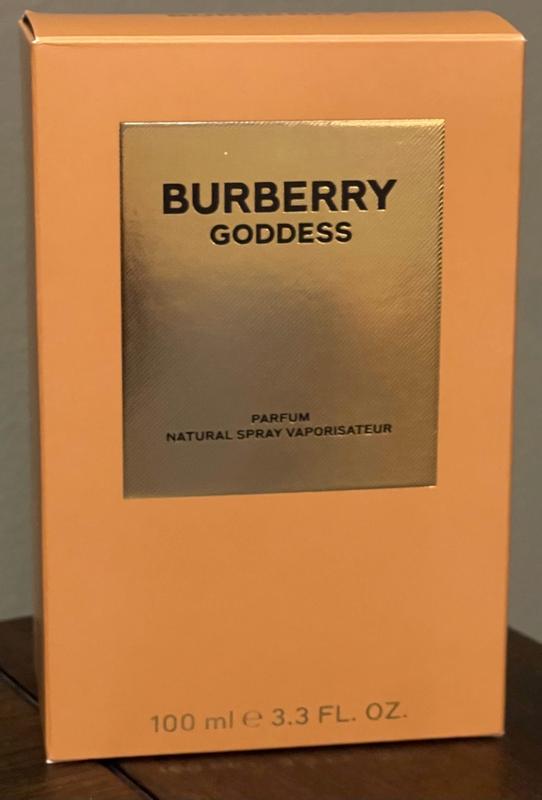 BURBERRY
GODDESS
PARFUM
NATURAL SPRAY VAPORISATEUR
100 ml ℮ 3.3 FL. OZ.